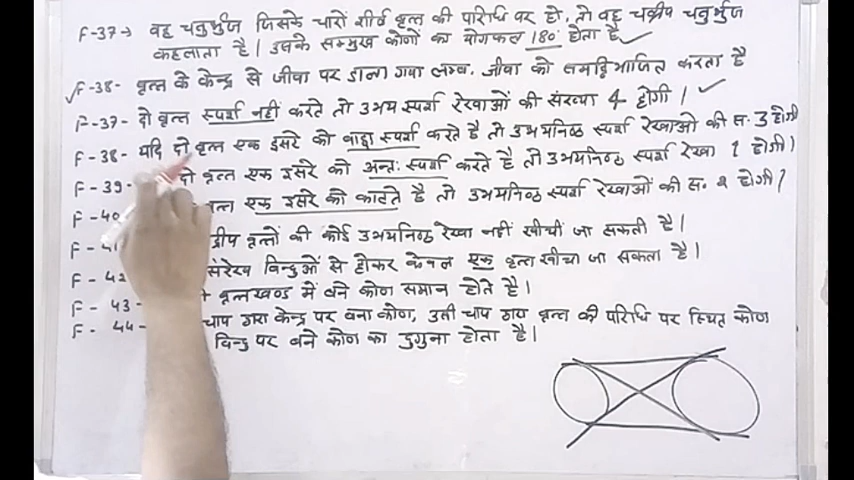 F-37→ वह चतुर्भुज जिसके चारों शीर्ष वृत्त की परिधि पर हो, तो वह चक्रीय चतुर्भुज
कहलाता है। उसके सम्मुख कोणों का योगफल 180° होता है
F-38- वृत्त के केन्द्र से जीवा पर डाला गया लम्ब, जीवा को समद्विभाजित करता है
F-37- दो वृत्त स्पर्श नहीं करते तो उभय स्पर्श रेखाओं की संख्या 4 होगी।
F-38- यदि दो वृत्त एक दूसरे को बाह्य स्पर्श करते है तो उभयनिष्ठ स्पर्श रेखाओं की स. 3 होगी
F-39- दो वृत्त एक दूसरे को अन्तः स्पर्श करते है तो उभयनिष्ठ स्पर्श रेखा 1 होगी।
F-40 वृत्त एक दूसरे को काटते है तो उभयनिष्ठ स्पर्श रेखाओं की स. 2 होगी।
F-41 वृत्तों की कोई उभयनिष्ठ रेखा नहीं खींची जा सकती है।
F-42 बिन्दुओं से होकर केवल एक वृत्त खींचा जा सकता है।
F-43- वृत्तखण्ड में बने कोण समान होते है।
F-44- चाप द्वारा केन्द्र पर बना कोण, उसी चाप द्वारा वृत्त की परिधि पर स्थित कोण
बिन्दु पर बने कोण का दुगुना होता है।